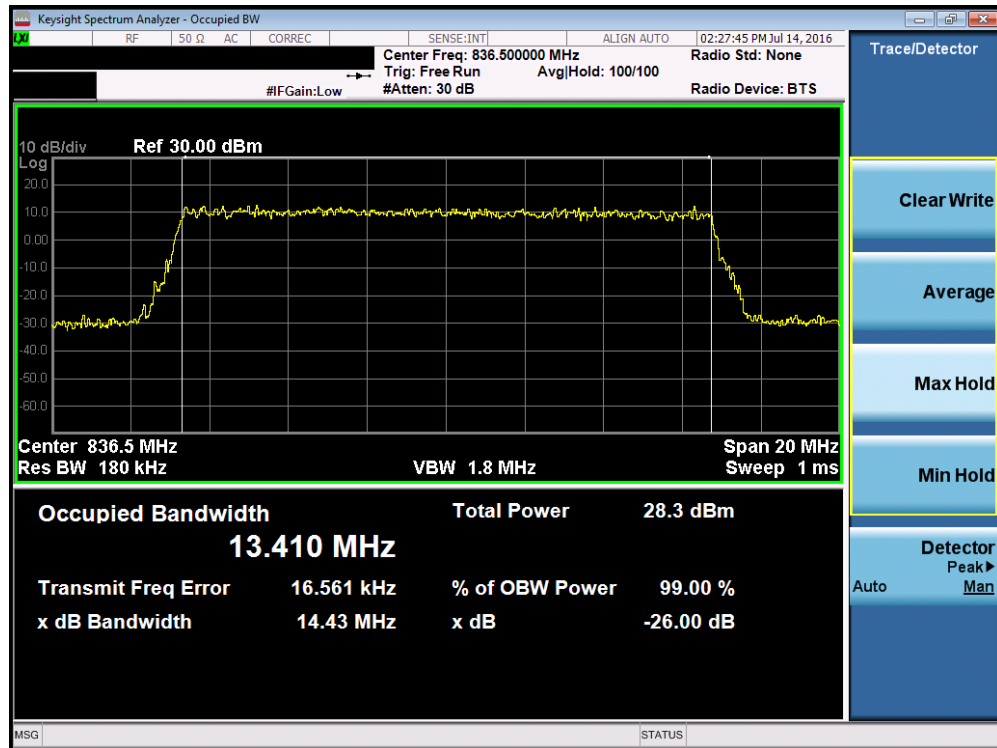 Keysight Spectrum Analyzer - Occupied BW
LXI RF 50 Ω AC CORREC SENSE:INT ALIGN AUTO 02:27:45 PM Jul 14, 2016
Center Freq: 836.500000 MHz Radio Std: None
Trig: Free Run Avg|Hold: 100/100
#IFGain:Low #Atten: 30 dB Radio Device: BTS
10 dB/div Ref 30.00 dBm
Log
20.0
10.0
0.00
-10.0
-20.0
-30.0
-40.0
-50.0
-60.0
Center 836.5 MHz Span 20 MHz
Res BW 180 kHz VBW 1.8 MHz Sweep 1 ms
Occupied Bandwidth Total Power 28.3 dBm
13.410 MHz
Transmit Freq Error 16.561 kHz % of OBW Power 99.00 %
x dB Bandwidth 14.43 MHz x dB -26.00 dB
MSG STATUS
Trace/Detector
Clear Write
Average
Max Hold
Min Hold
Detector
Peak▶
Auto Man